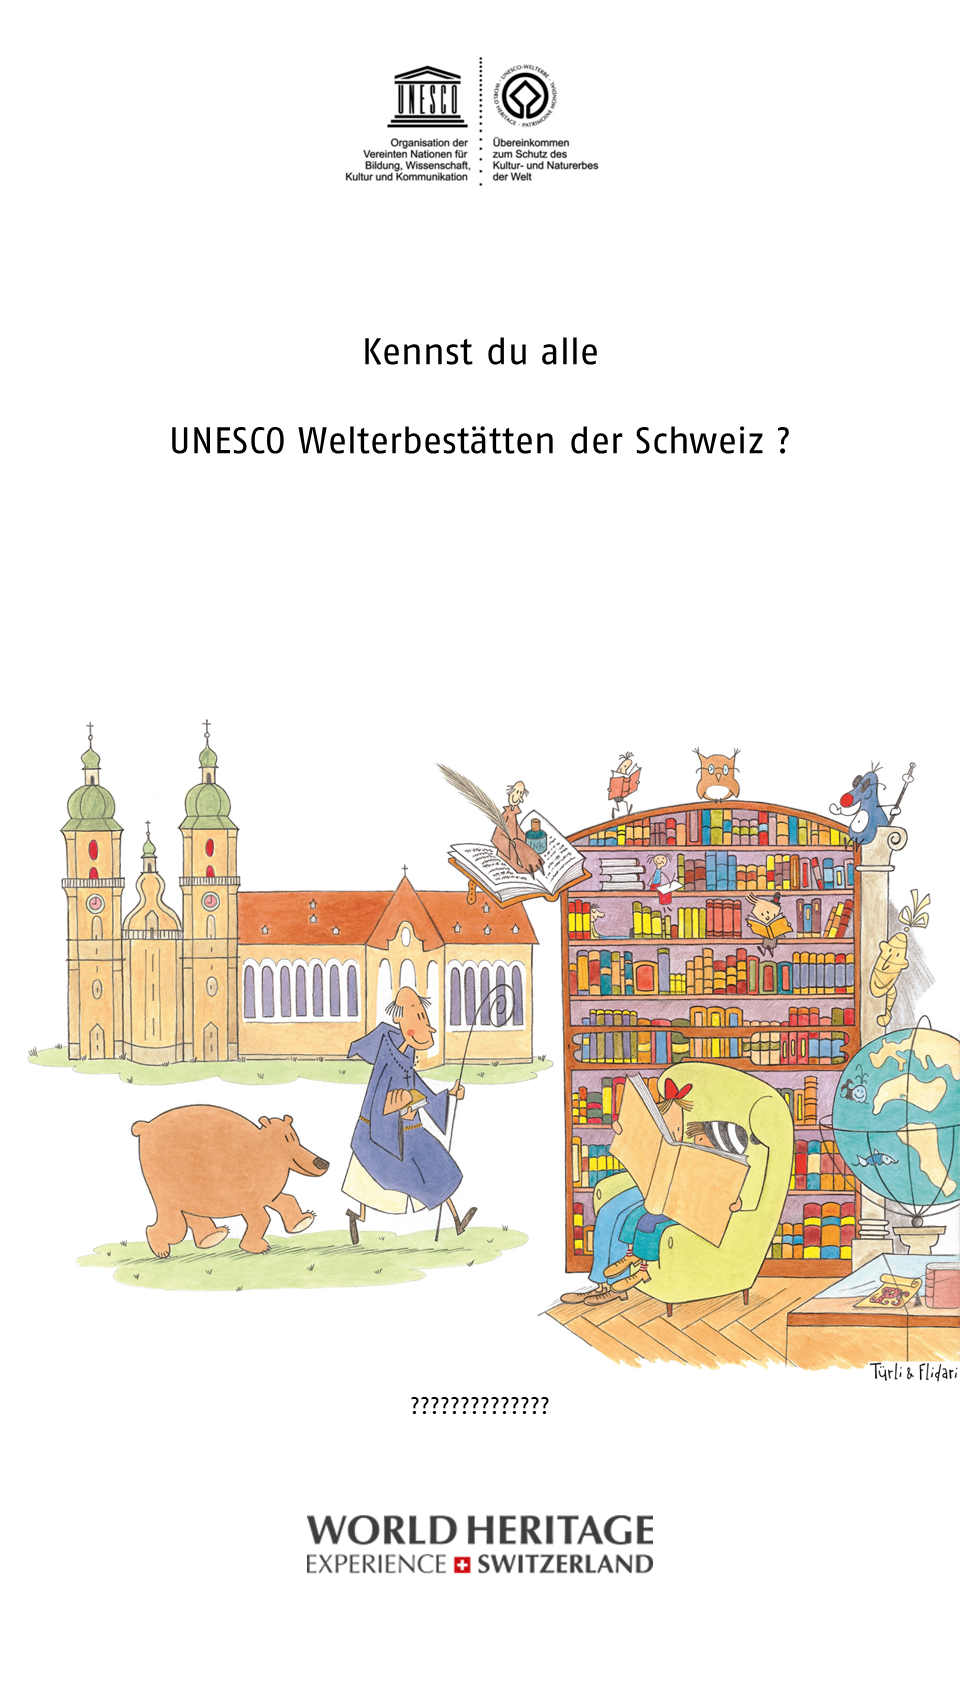 UNESCO
Organisation der
Vereinten Nationen für
Bildung, Wissenschaft,
Kultur und Kommunikation
UNESCO-WELTERBE · PATRIMOINE MONDIAL · WORLD HERITAGE ·
Übereinkommen
zum Schutz des
Kultur- und Naturerbes
der Welt
Kennst du alle
UNESCO Welterbestätten der Schweiz ?
INK
Türli & Flidari
??????????????
WORLD HERITAGE
EXPERIENCE SWITZERLAND